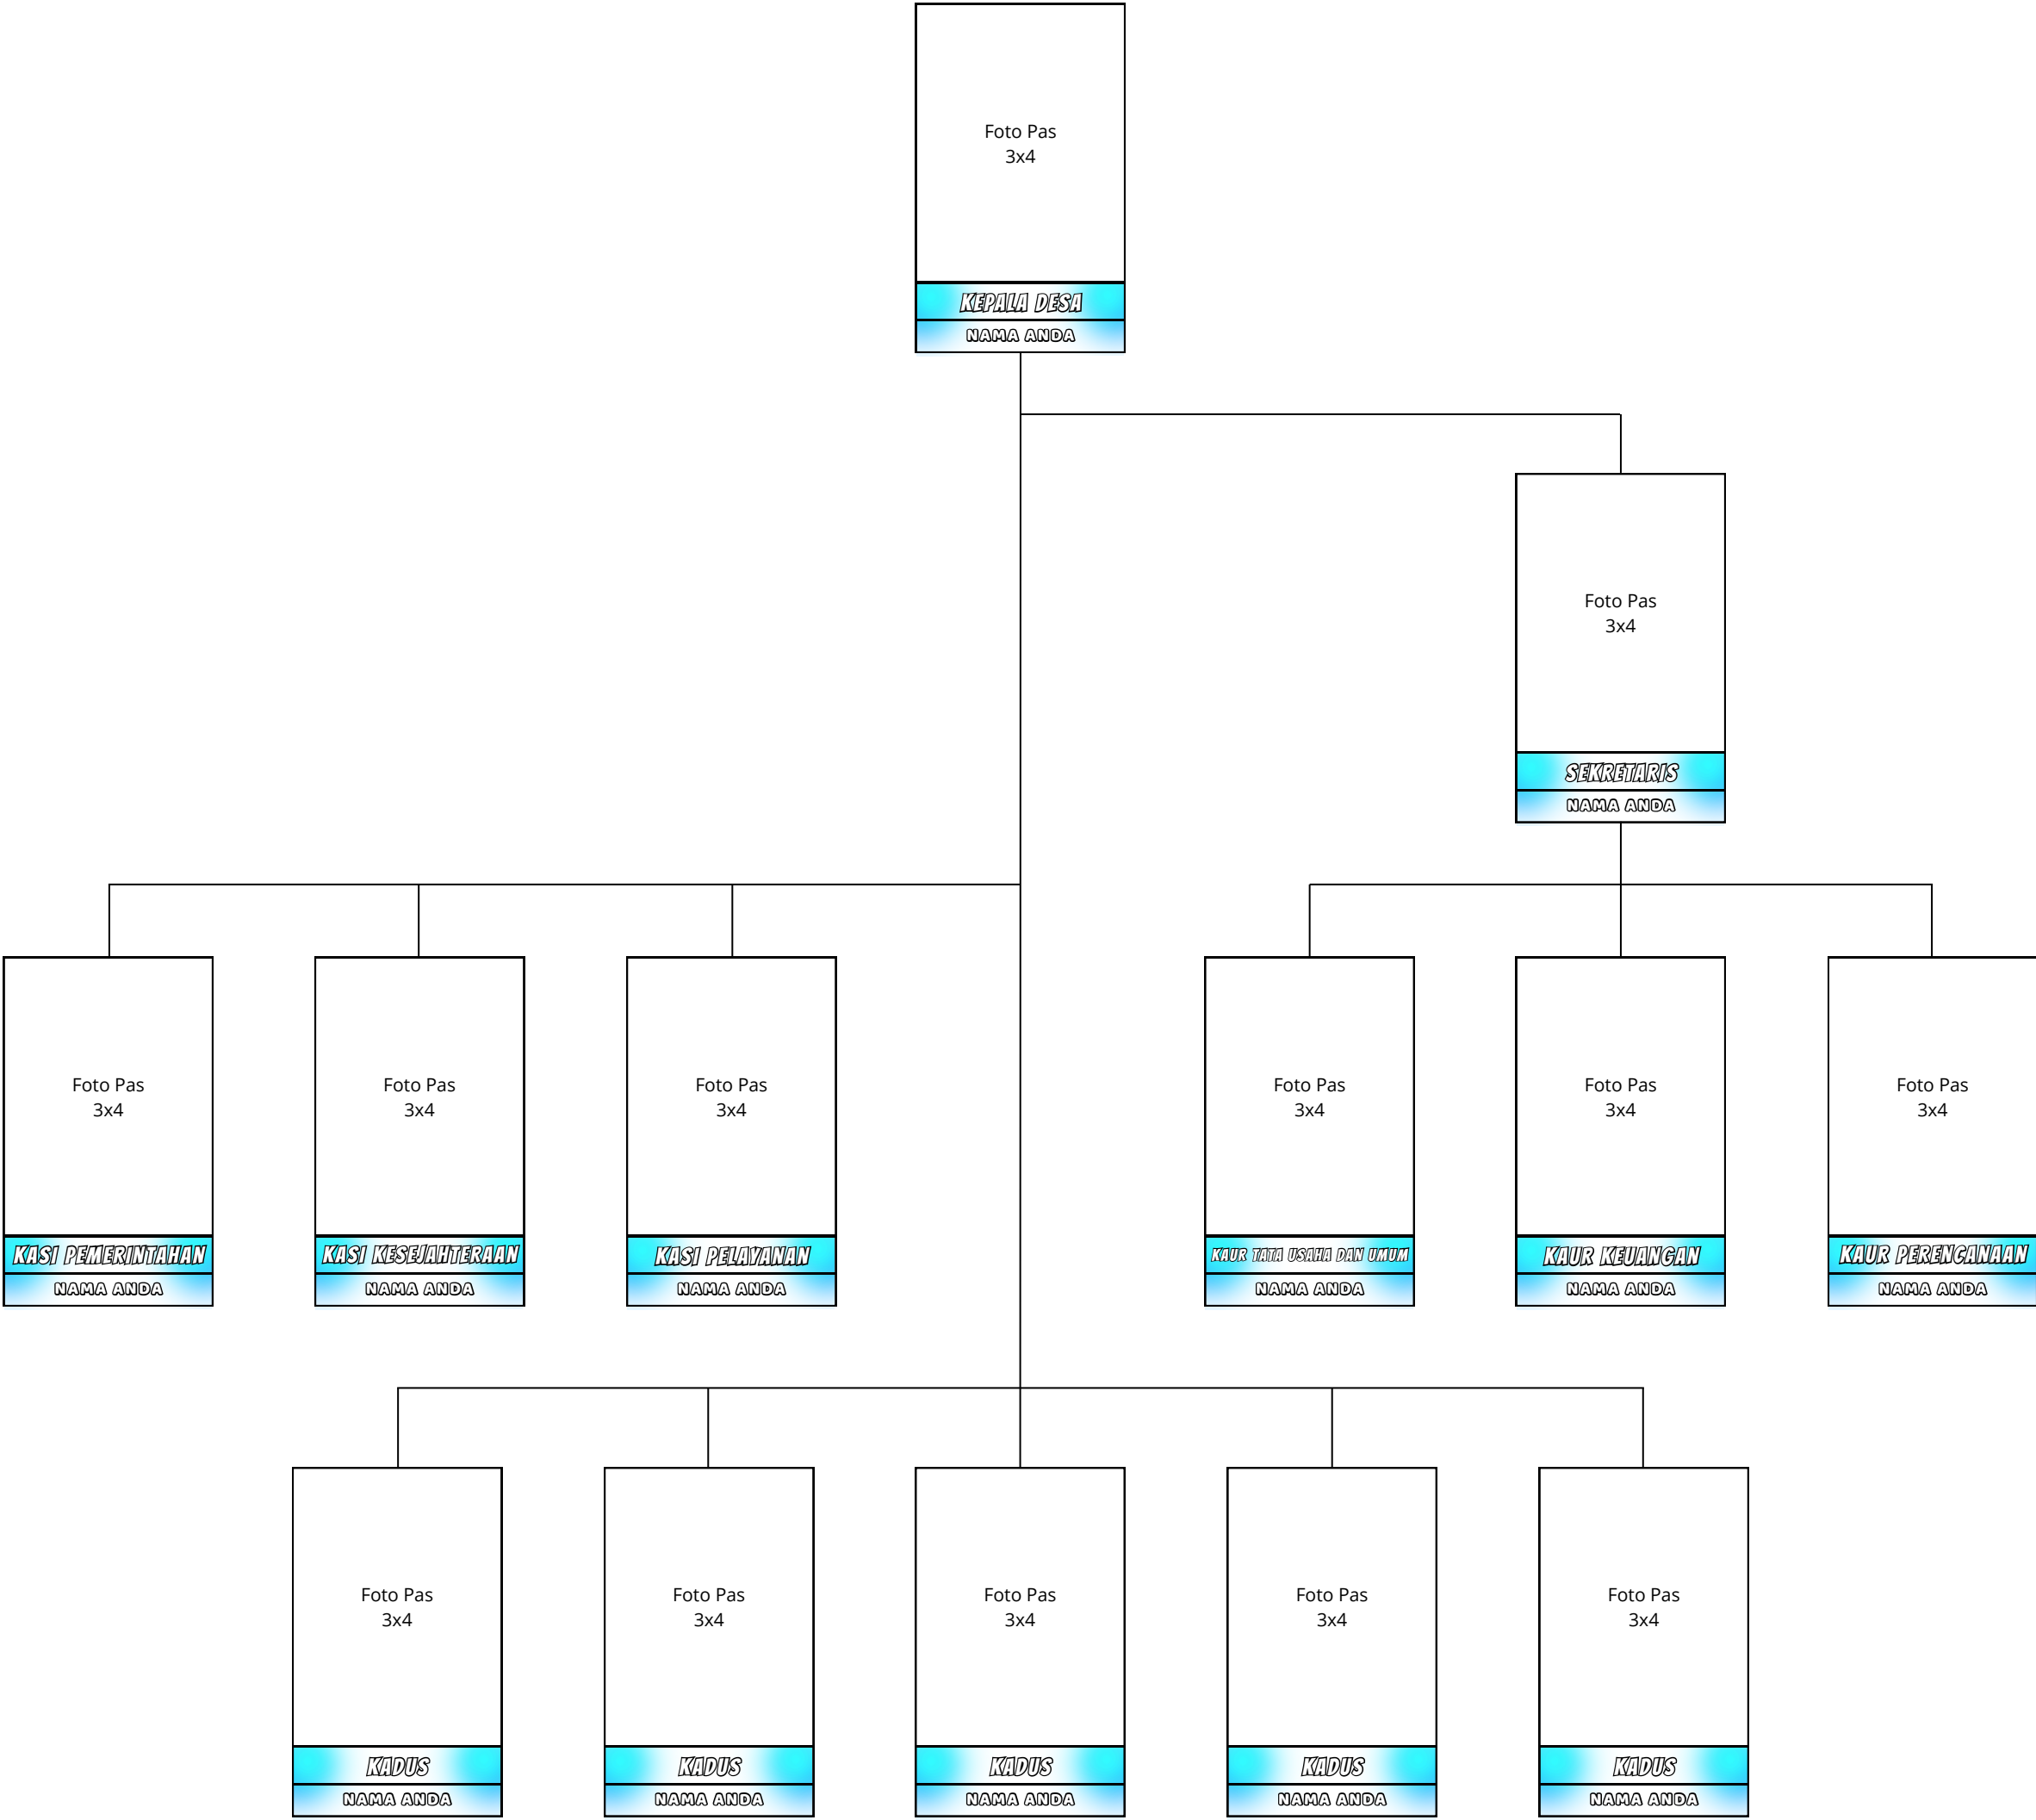 Foto Pas
3x4
KEPALA DESA
NAMA ANDA
Foto Pas
3x4
SEKRETARIS
NAMA ANDA
Foto Pas
3x4
KASI PEMERINTAHAN
NAMA ANDA
Foto Pas
3x4
KASI KESEJAHTERAAN
NAMA ANDA
Foto Pas
3x4
KASI PELAYANAN
NAMA ANDA
Foto Pas
3x4
KAUR TATA USAHA DAN UMUM
NAMA ANDA
Foto Pas
3x4
KAUR KEUANGAN
NAMA ANDA
Foto Pas
3x4
KAUR PERENCANAAN
NAMA ANDA
Foto Pas
3x4
KADUS
NAMA ANDA
Foto Pas
3x4
KADUS
NAMA ANDA
Foto Pas
3x4
KADUS
NAMA ANDA
Foto Pas
3x4
KADUS
NAMA ANDA
Foto Pas
3x4
KADUS
NAMA ANDA